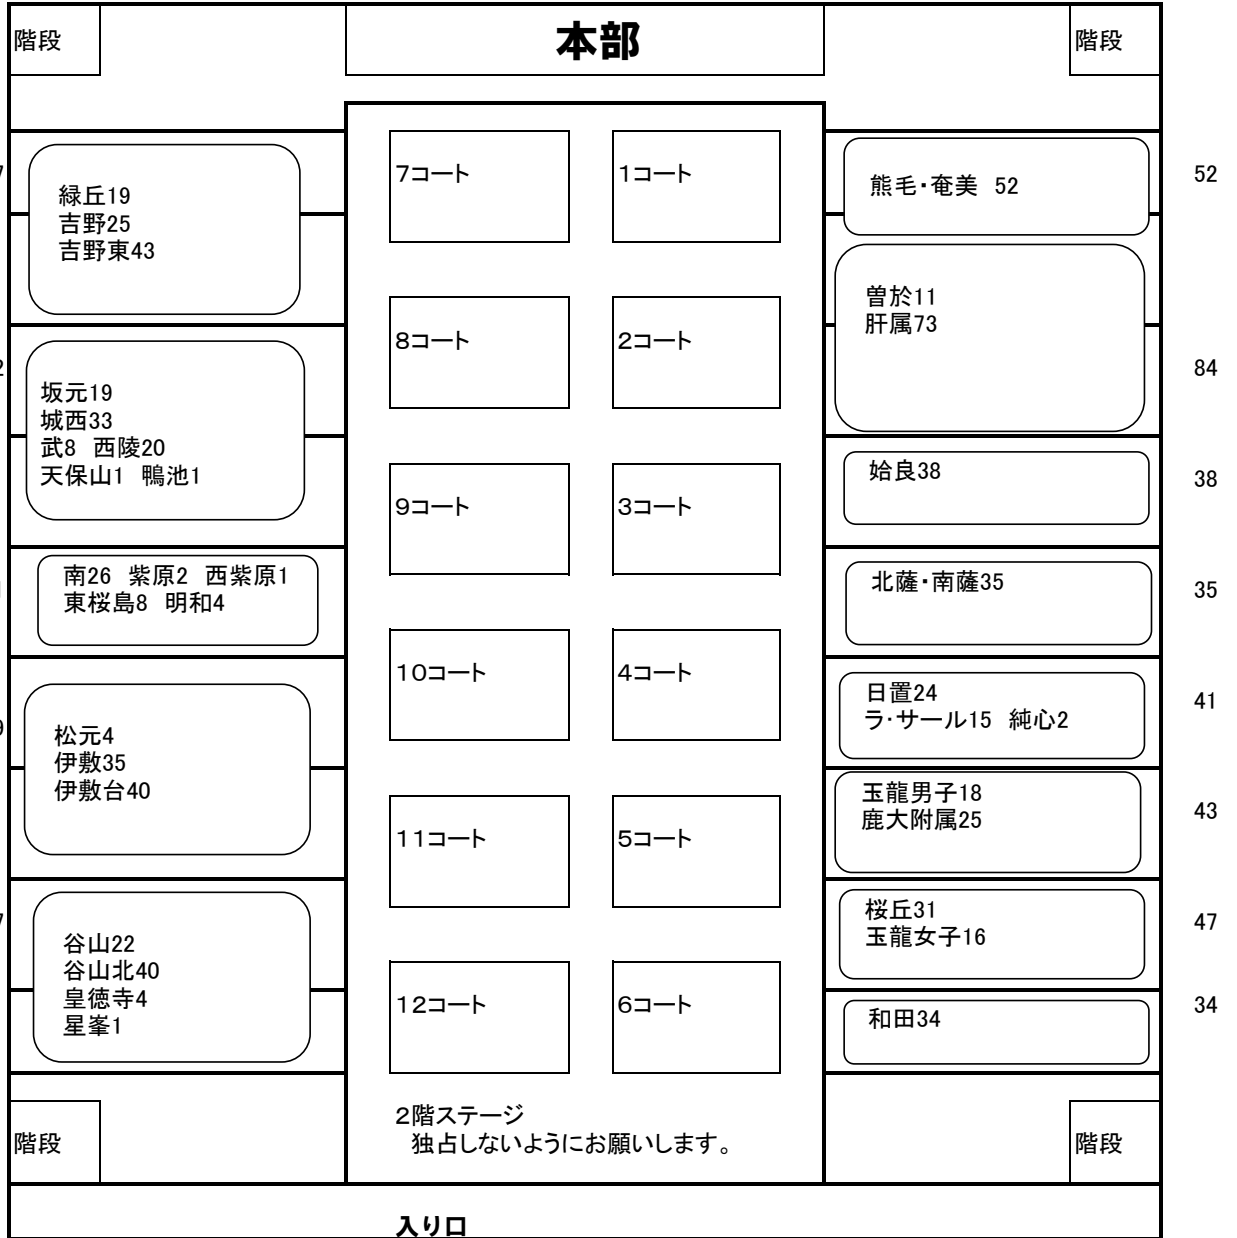 階段
本部
階段
緑丘19
吉野25
吉野東43
7コート
1コート
熊毛・奄美 52
52
曽於11
肝属73
8コート
2コート
84
坂元19
城西33
武8 西陵20
天保山1 鴨池1
9コート
3コート
姶良38
38
南26 紫原2 西紫原1
東桜島8 明和4
北薩・南薩35
35
10コート
4コート
日置24
ラ・サール15 純心2
41
松元4
伊敷35
伊敷台40
11コート
5コート
玉龍男子18
鹿大附属25
43
谷山22
谷山北40
皇徳寺4
星峯1
桜丘31
玉龍女子16
47
12コート
6コート
和田34
34
2階ステージ
独占しないようにお願いします。
階段
階段
入り口